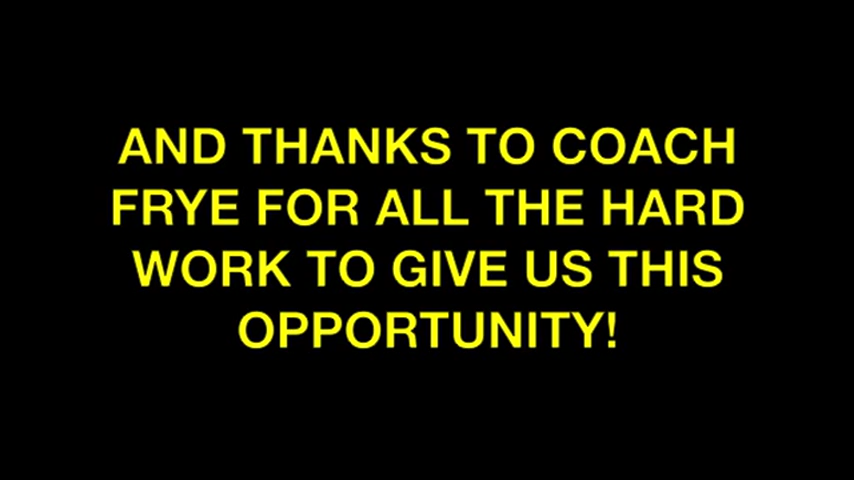 AND THANKS TO COACH
FRYE FOR ALL THE HARD
WORK TO GIVE US THIS
OPPORTUNITY!